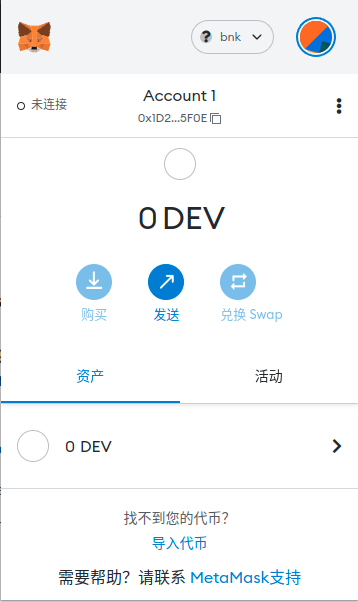 bnk
未连接
Account 1
0x1D2...5F0E
0 DEV
购买
发送
兑换 Swap
资产
活动
0 DEV
找不到您的代币？
导入代币
需要帮助？请联系 MetaMask支持